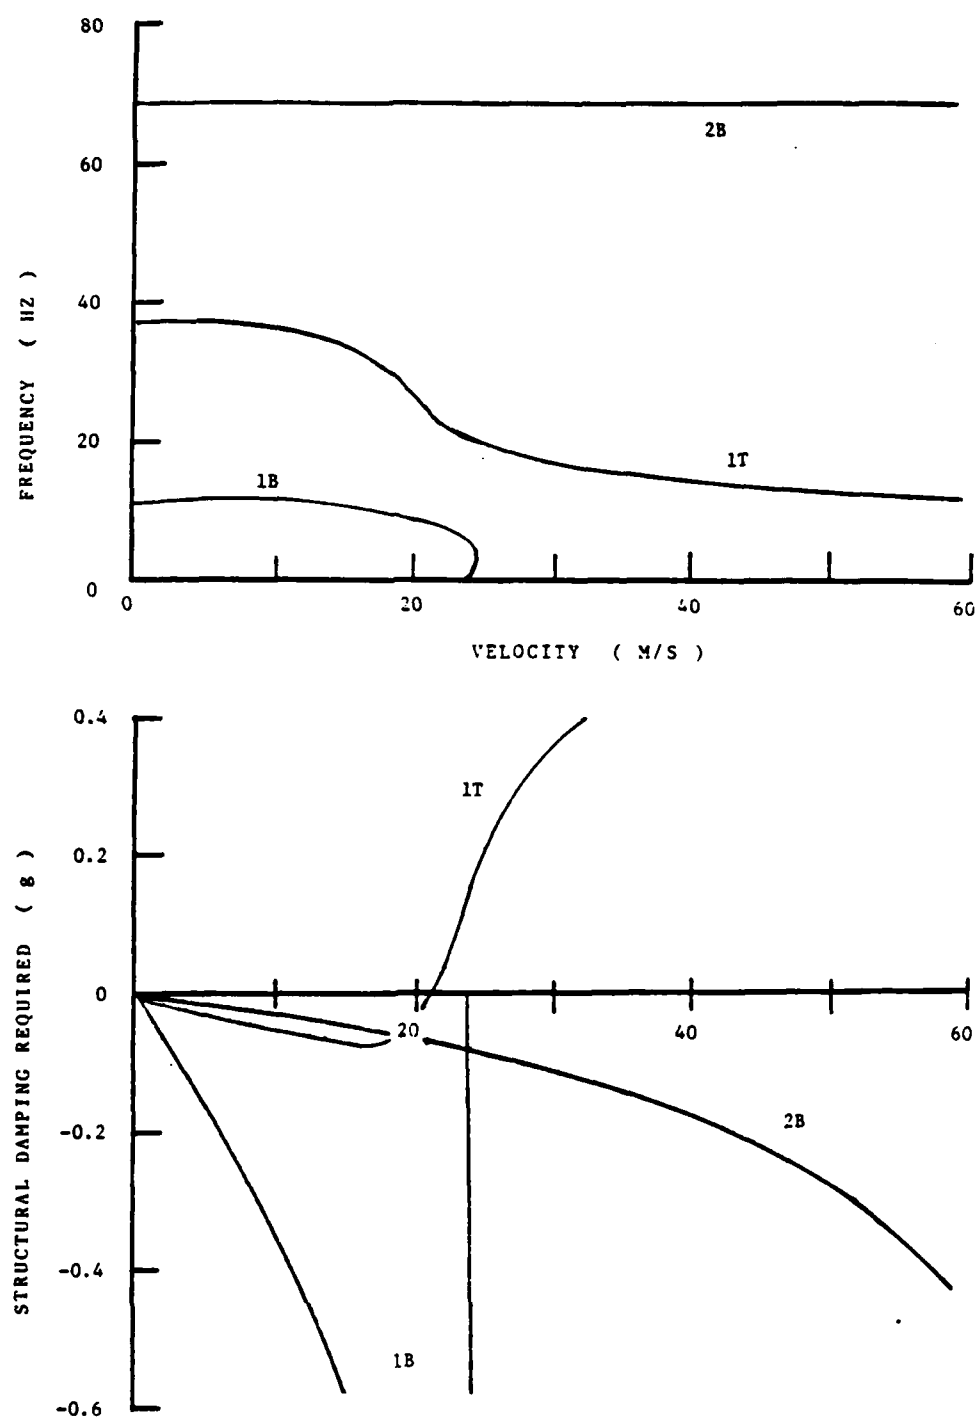 80
2B
60
40
FREQUENCY ( HZ )
20
1T
1B
0
0
20
40
60
VELOCITY ( M/S )
0.4
1T
0.2
STRUCTURAL DAMPING REQUIRED ( g )
0
20
40
60
2B
-0.2
-0.4
1B
-0.6